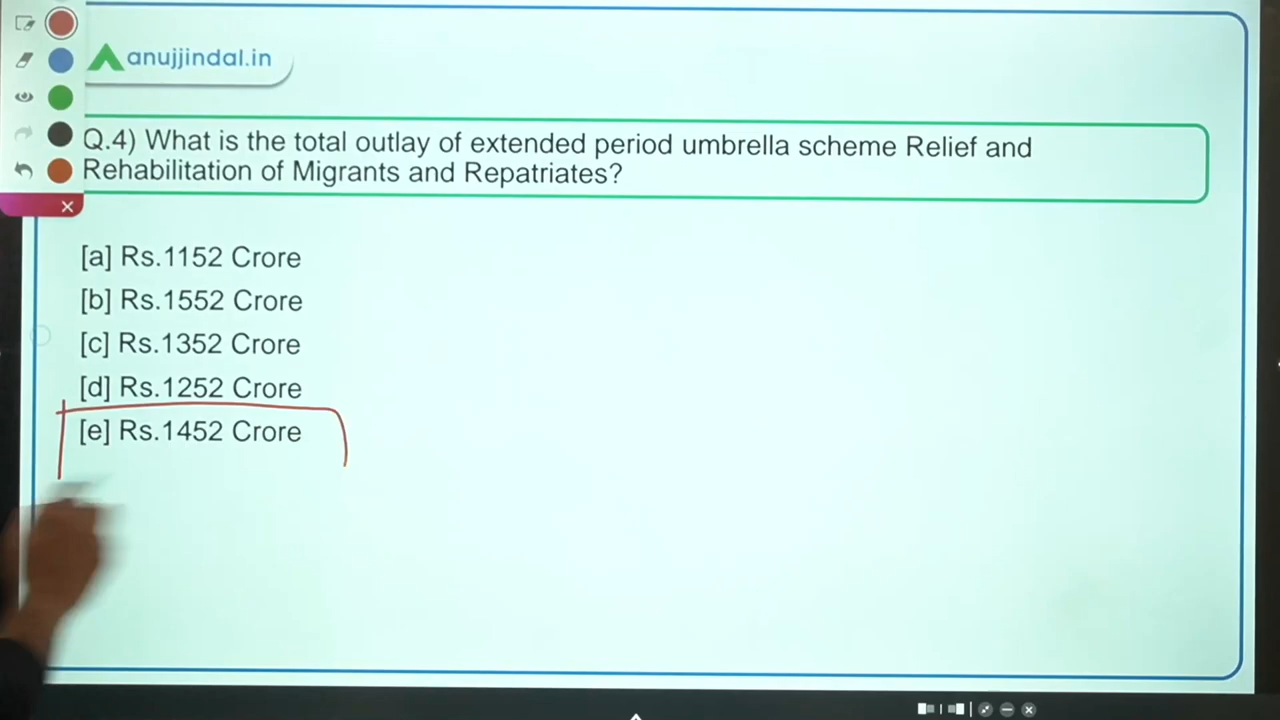 anujjindal.in
Q.4) What is the total outlay of extended period umbrella scheme Relief and
Rehabilitation of Migrants and Repatriates?
[a] Rs.1152 Crore
[b] Rs.1552 Crore
[c] Rs.1352 Crore
[d] Rs.1252 Crore
[e] Rs.1452 Crore